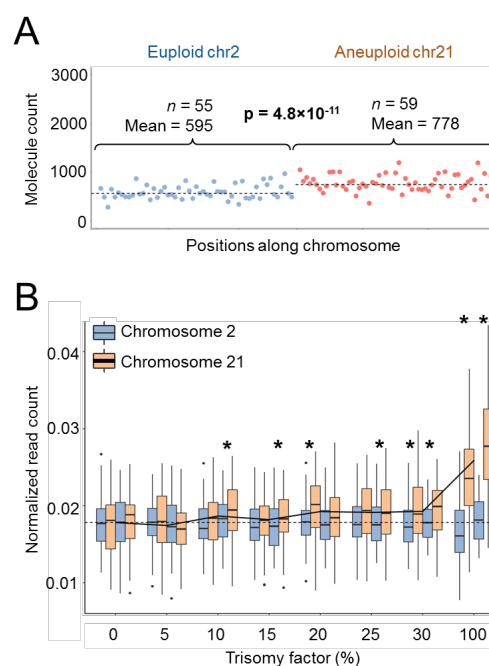 A
Euploid chr2
Aneuploid chr21
3000
2000
1000
0
Molecule count
n = 55
Mean = 595
p = 4.8×10⁻¹¹
n = 59
Mean = 778
Positions along chromosome
B
Chromosome 2
Chromosome 21
* * * * * * * *
0.04
0.03
0.02
0.01
Normalized read count
0 5 10 15 20 25 30 100
Trisomy factor (%)